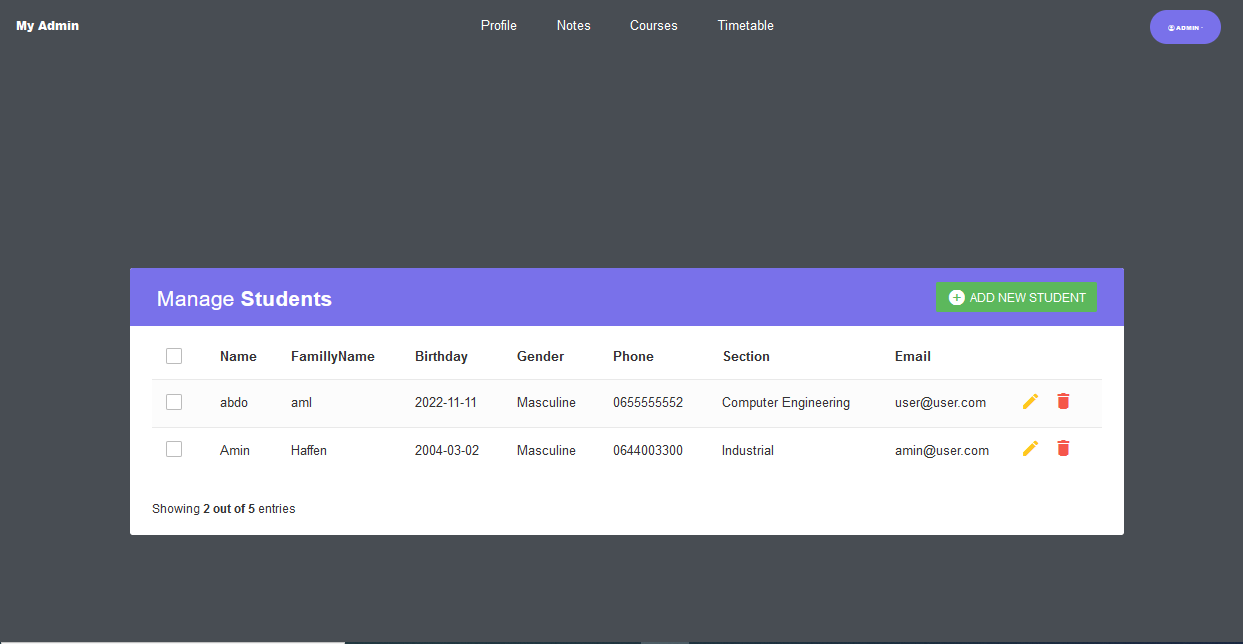 My Admin Profile Notes Courses Timetable ADMIN
Manage Students ADD NEW STUDENT
Name FamillyName Birthday Gender Phone Section Email
abdo aml 2022-11-11 Masculine 0655555552 Computer Engineering user@user.com
Amin Haffen 2004-03-02 Masculine 0644003300 Industrial amin@user.com
Showing 2 out of 5 entries